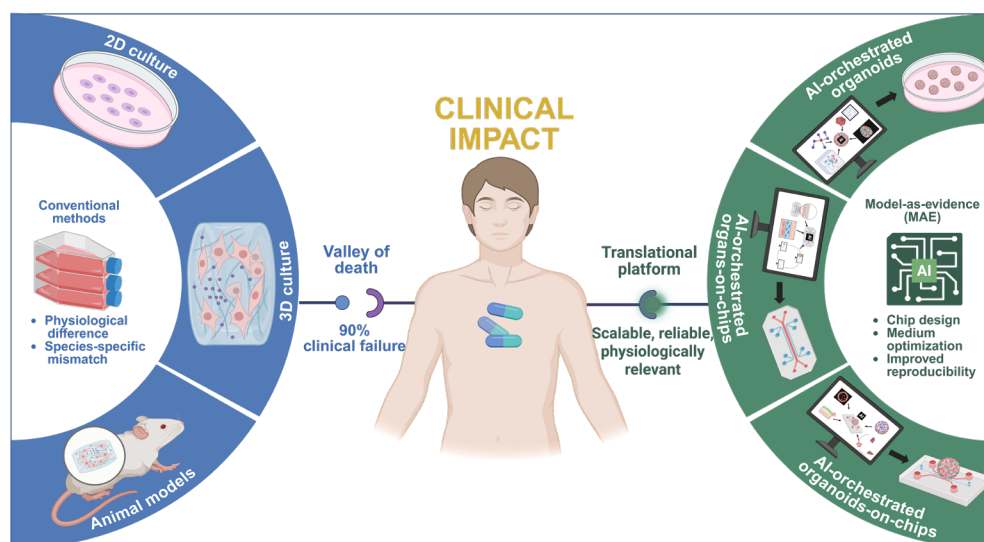 2D culture
Conventional
methods
• Physiological
difference
• Species-specific
mismatch
3D culture
Animal models
Valley of
death
90%
clinical failure
CLINICAL
IMPACT
Translational
platform
Scalable, reliable,
physiologically
relevant
AI-orchestrated
organoids
AI-orchestrated
organs-on-chips
AI-orchestrated
organoids-on-chips
Model-as-evidence
(MAE)
AI
• Chip design
• Medium
optimization
• Improved
reproducibility